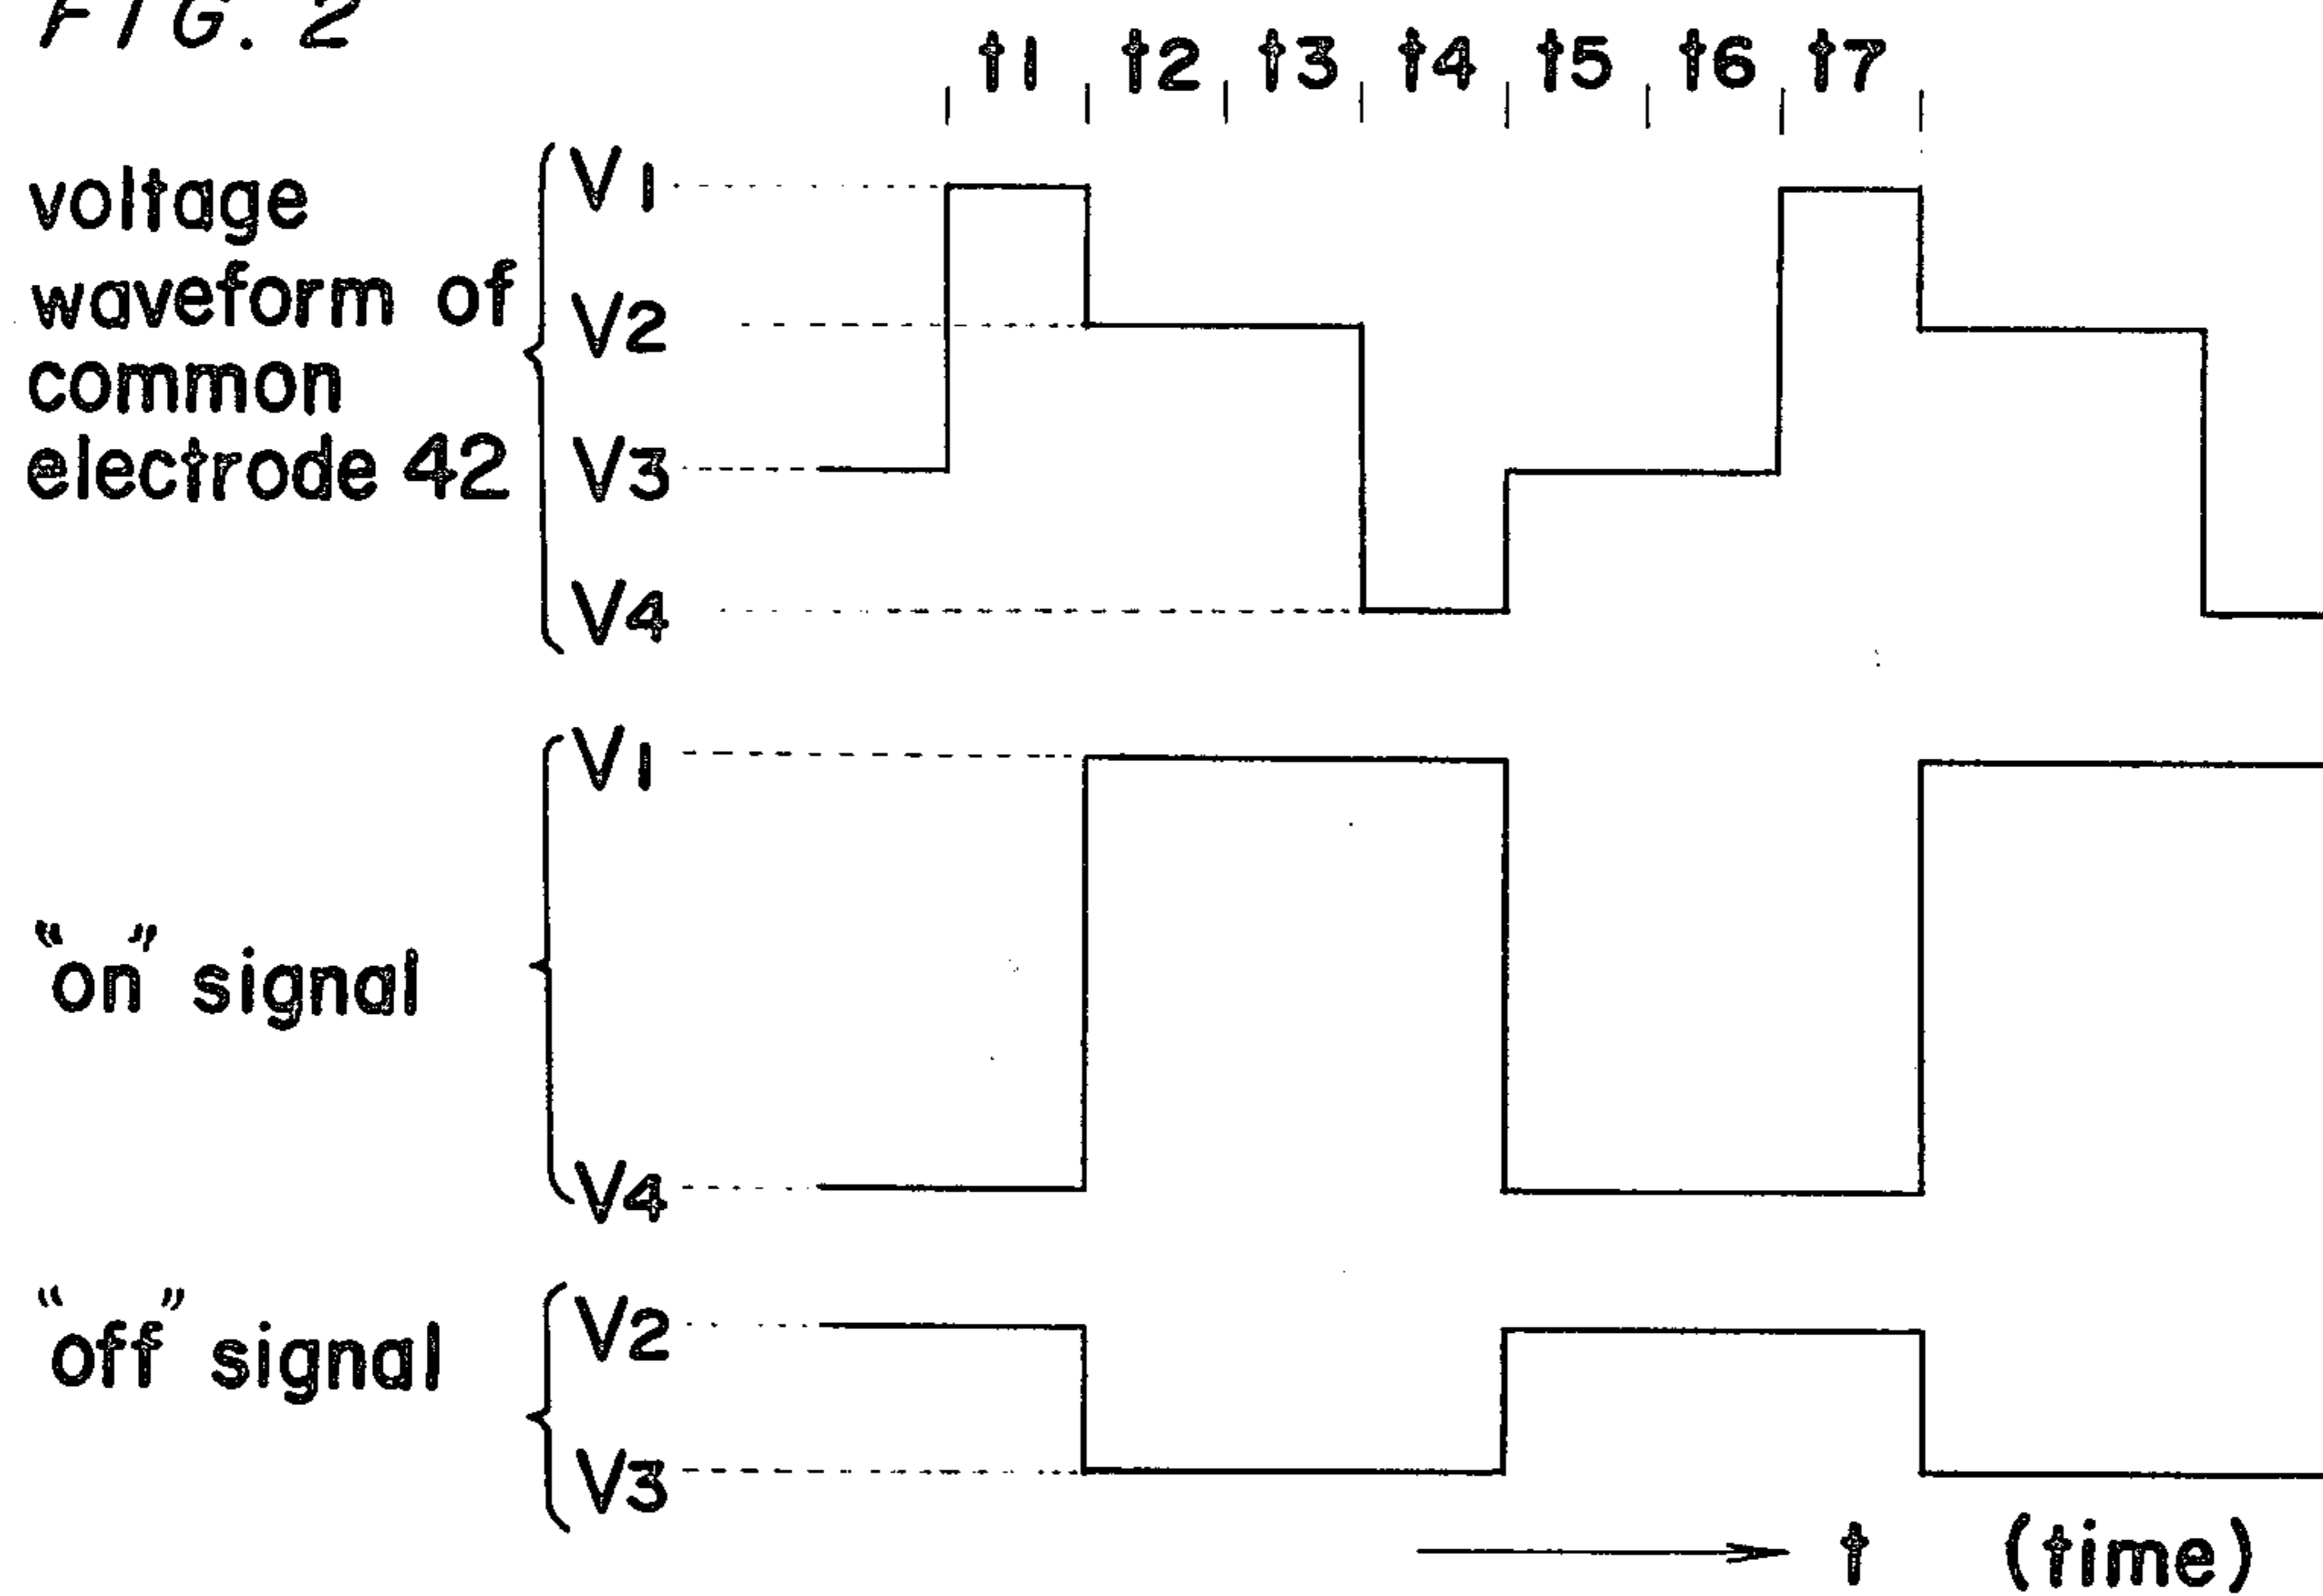 FIG. 2
t1 t2 t3 t4 t5 t6 t7
voltage
waveform of
common
electrode 42
V1
V2
V3
V4
"on" signal
V1
V4
"off" signal
V2
V3
t (time)